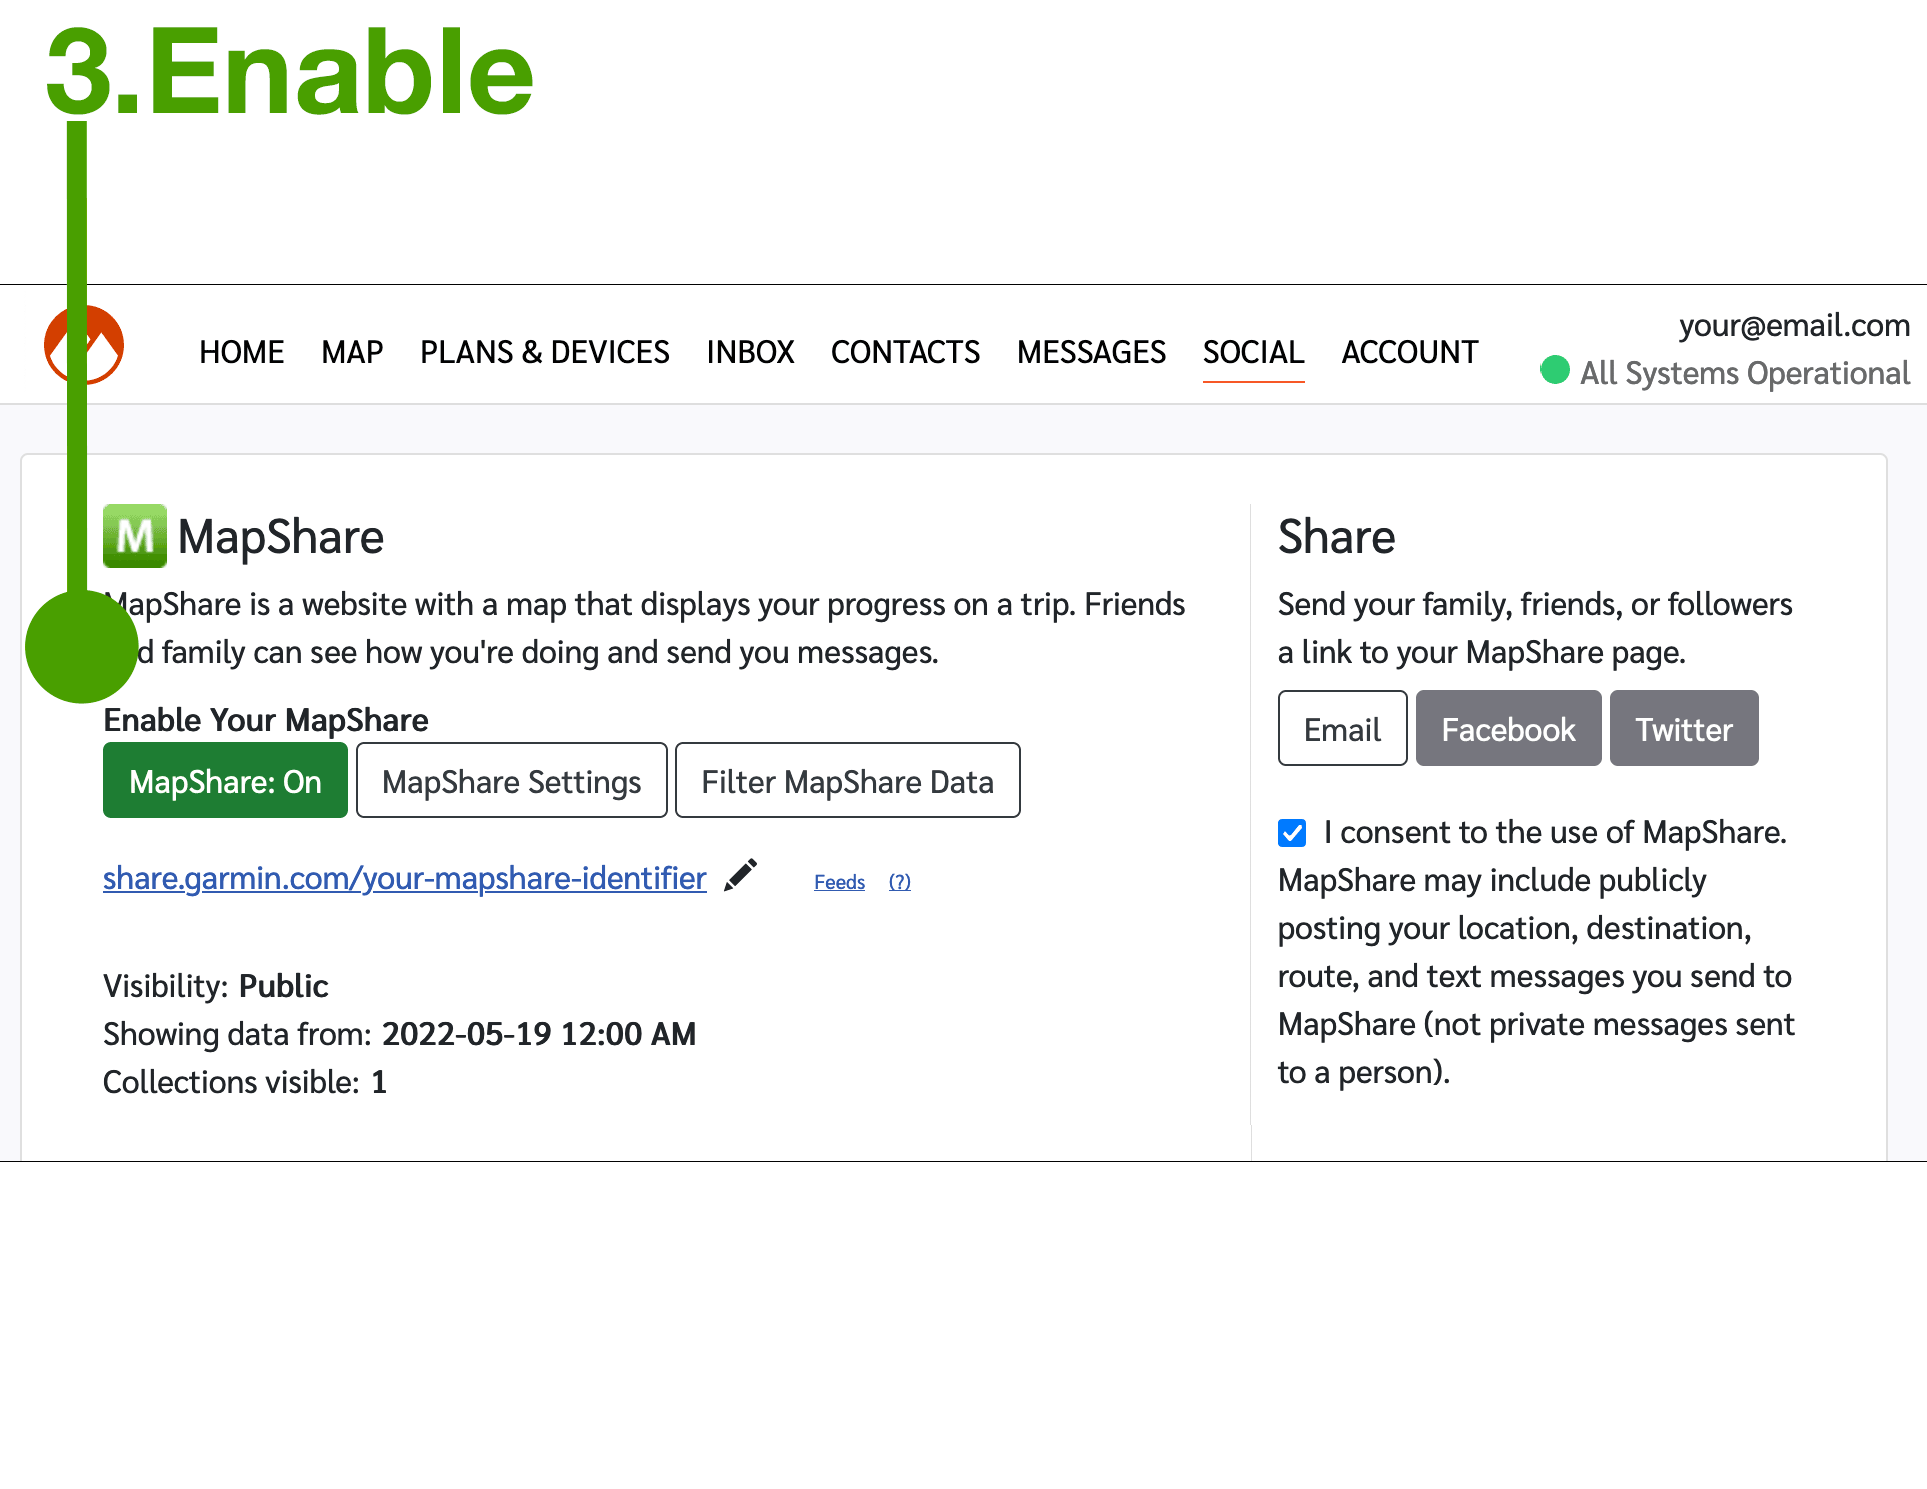 3.Enable
HOME MAP PLANS & DEVICES INBOX CONTACTS MESSAGES SOCIAL ACCOUNT
your@email.com
All Systems Operational
M MapShare
MapShare is a website with a map that displays your progress on a trip. Friends
d family can see how you're doing and send you messages.
Enable Your MapShare
MapShare: On MapShare Settings Filter MapShare Data
share.garmin.com/your-mapshare-identifier Feeds (?)
Visibility: Public
Showing data from: 2022-05-19 12:00 AM
Collections visible: 1
Share
Send your family, friends, or followers
a link to your MapShare page.
Email Facebook Twitter
I consent to the use of MapShare.
MapShare may include publicly
posting your location, destination,
route, and text messages you send to
MapShare (not private messages sent
to a person).